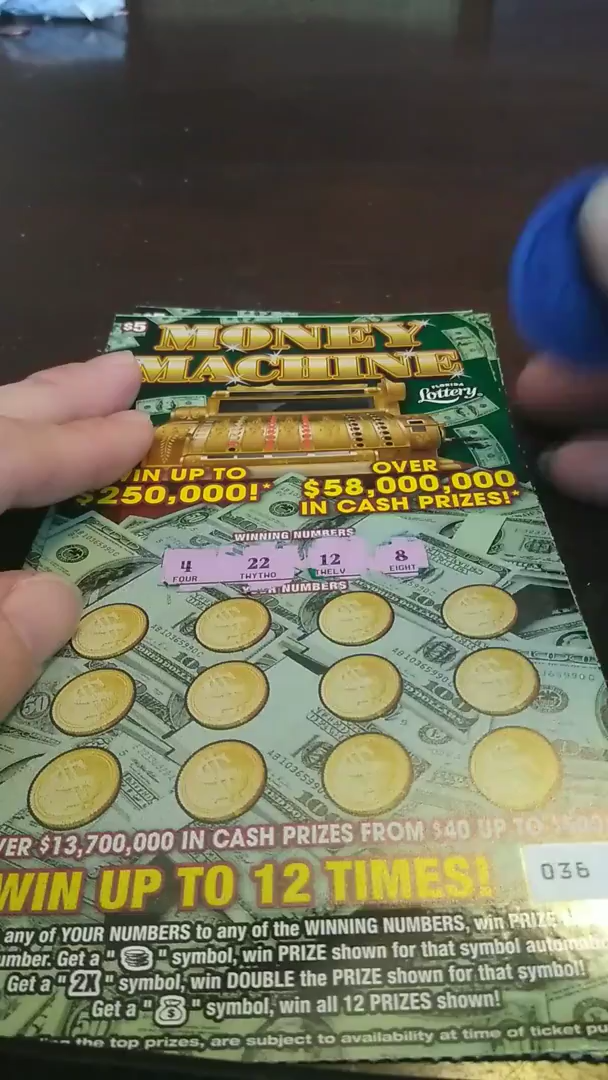 $5 MONEY
MACHINE
FLORIDA
Lottery
WIN UP TO
$250,000!*
OVER
$58,000,000
IN CASH PRIZES!*
WINNING NUMBERS
4 22 12 8
FOUR TWYTWO TWELV EIGHT
YOUR NUMBERS
VER $13,700,000 IN CASH PRIZES FROM $40 UP TO
WIN UP TO 12 TIMES!
036
any of YOUR NUMBERS to any of the WINNING NUMBERS, win PRIZE
umber. Get a " " symbol, win PRIZE shown for that symbol automa
Get a "2X" symbol, win DOUBLE the PRIZE shown for that symbol!
Get a " " symbol, win all 12 PRIZES shown!
the top prizes, are subject to availability at time of ticket pu